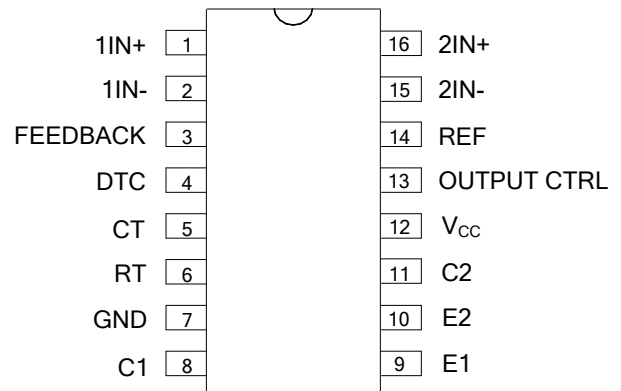 1IN+ 1 16 2IN+
1IN- 2 15 2IN-
FEEDBACK 3 14 REF
DTC 4 13 OUTPUT CTRL
CT 5 12 VCC
RT 6 11 C2
GND 7 10 E2
C1 8 9 E1